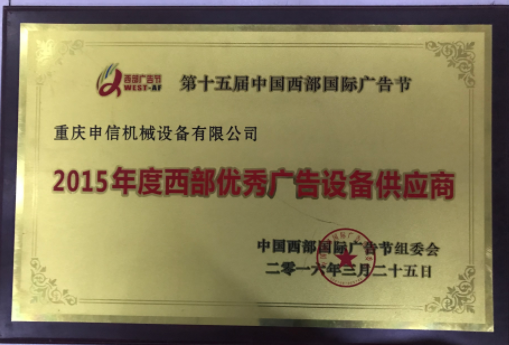 西部广告节
WEST-AF
第十五届中国西部国际广告节
重庆申信机械设备有限公司
2015年度西部优秀广告设备供应商
中国西部国际广告节组委会
二零一六年三月二十五日